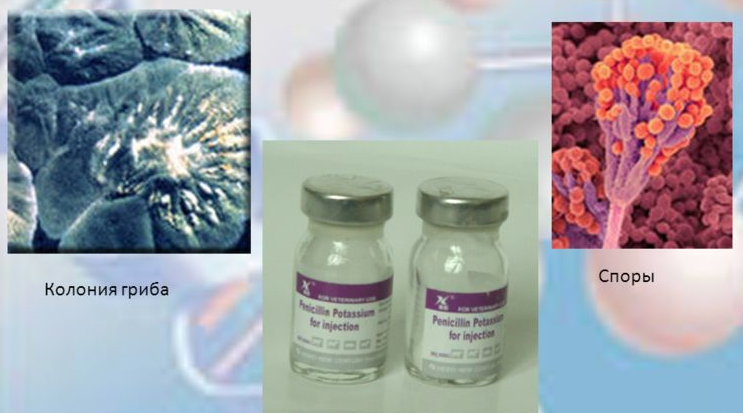 Колония гриба
Споры
FOR VETERINARY USE
Penicillin Potassium
for injection
FOR VETERINARY USE
Penicillin Potassium
for injection